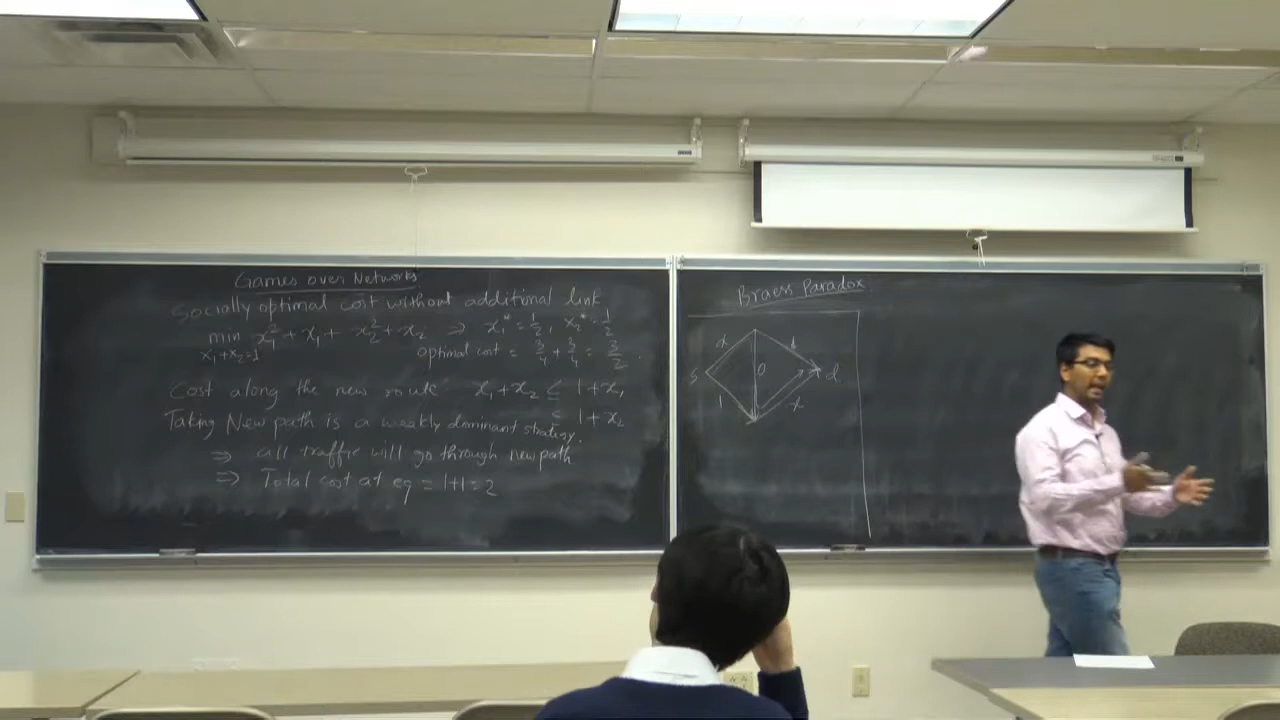 Games over Networks
Socially optimal cost without additional link
min x₁² + x₁ + x₂² + x₂ ⇒ x₁* = 1/2, x₂* = 1/2
x₁+x₂=1
optimal cost = 3/4 + 3/4 = 3/2.
Cost along the new route: x₁ + x₂ ≤ 1 + x₁
≤ 1 + x₂
Taking New path is a weakly dominant strategy.
⇒ all traffic will go through new path
⇒ Total cost at eq = 1+1=2
Braess Paradox
x 1
s 0 d
1 x